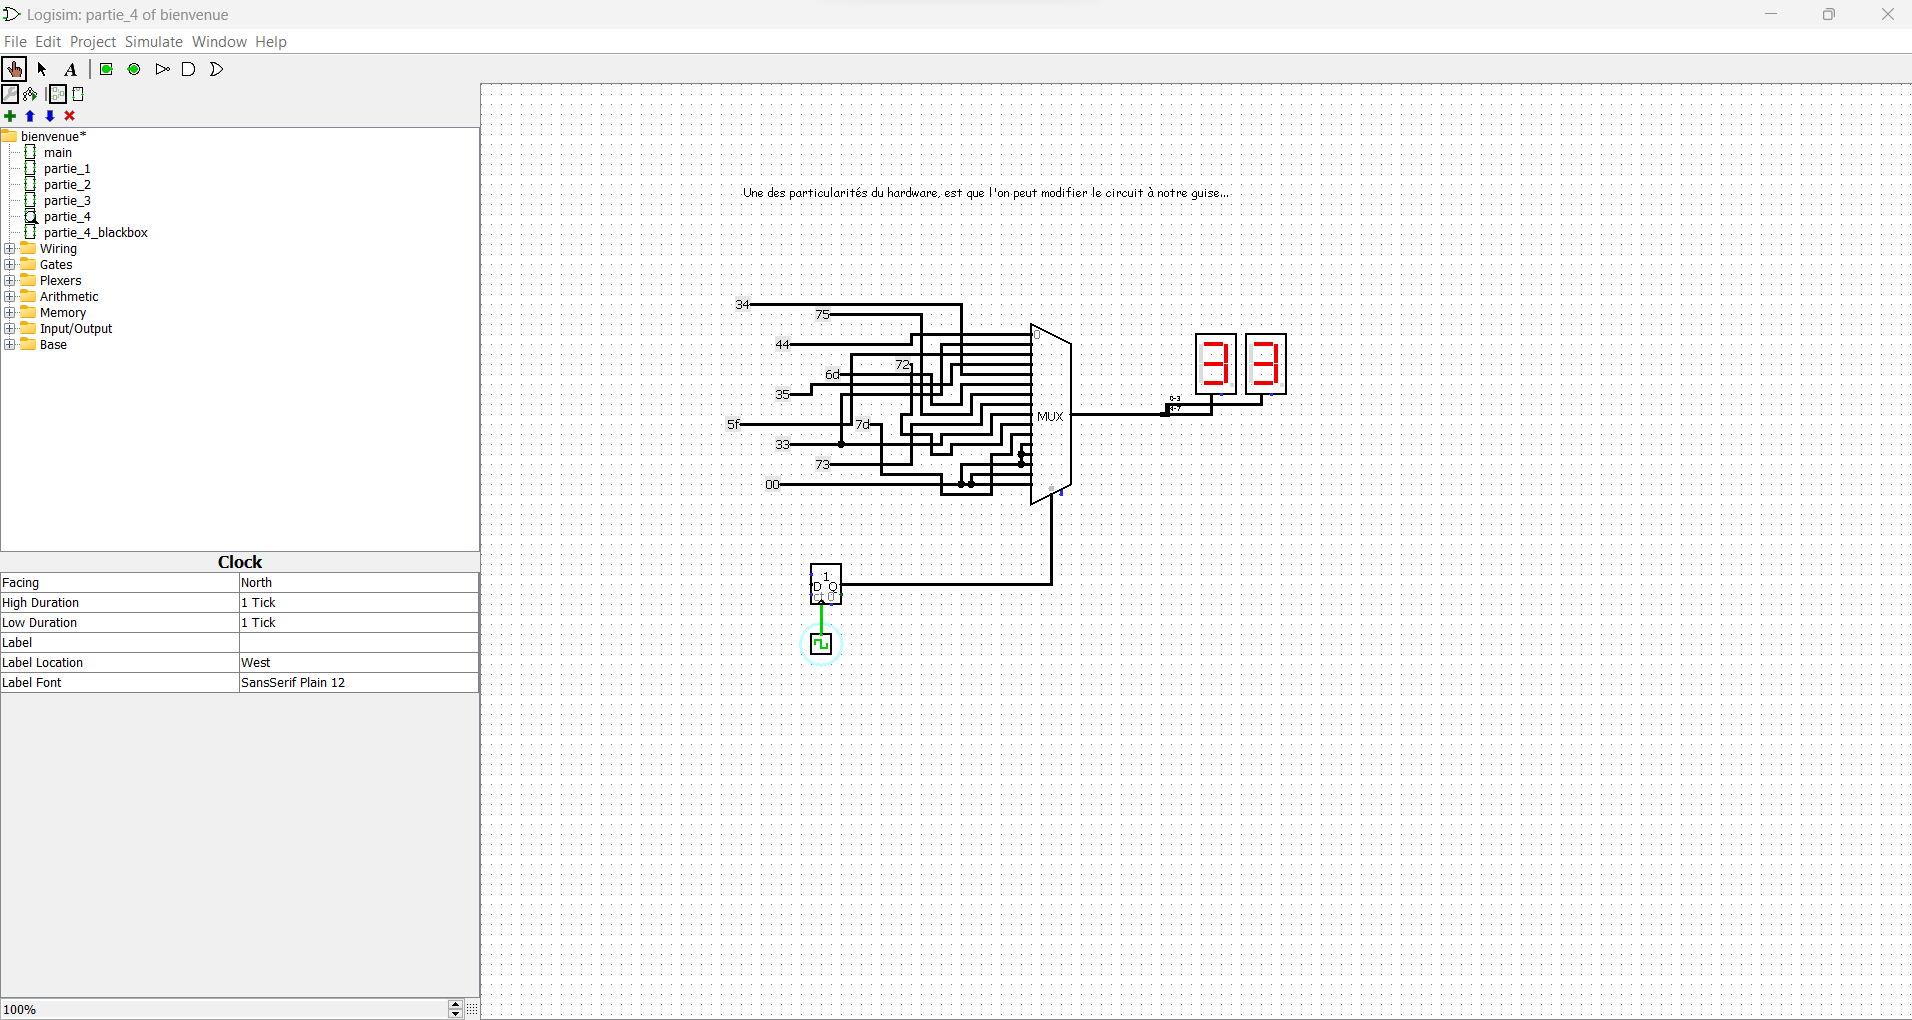 Logisim: partie_4 of bienvenue
File Edit Project Simulate Window Help
A
bienvenue*
main
partie_1
partie_2
partie_3
partie_4
partie_4_blackbox
Wiring
Gates
Plexers
Arithmetic
Memory
Input/Output
Base
Clock
Facing North
High Duration 1 Tick
Low Duration 1 Tick
Label
Label Location West
Label Font SansSerif Plain 12
100%
Une des particularités du hardware, est que l'on peut modifier le circuit à notre guise...
34
75
0
44
72
6d
35
33
0-3
4-7
MUX
5f
7d
33
73
00
1
D Q
ct 0